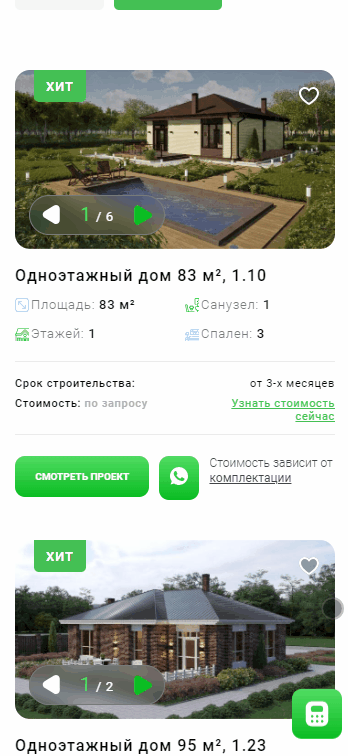 ХИТ
1 / 6
Одноэтажный дом 83 м², 1.10
Площадь: 83 м²
Санузел: 1
Этажей: 1
Спален: 3
Срок строительства:
от 3-х месяцев
Стоимость: по запросу
Узнать стоимость
сейчас
СМОТРЕТЬ ПРОЕКТ
Стоимость зависит от
комплектации
ХИТ
1 / 2
Одноэтажный дом 95 м², 1.23